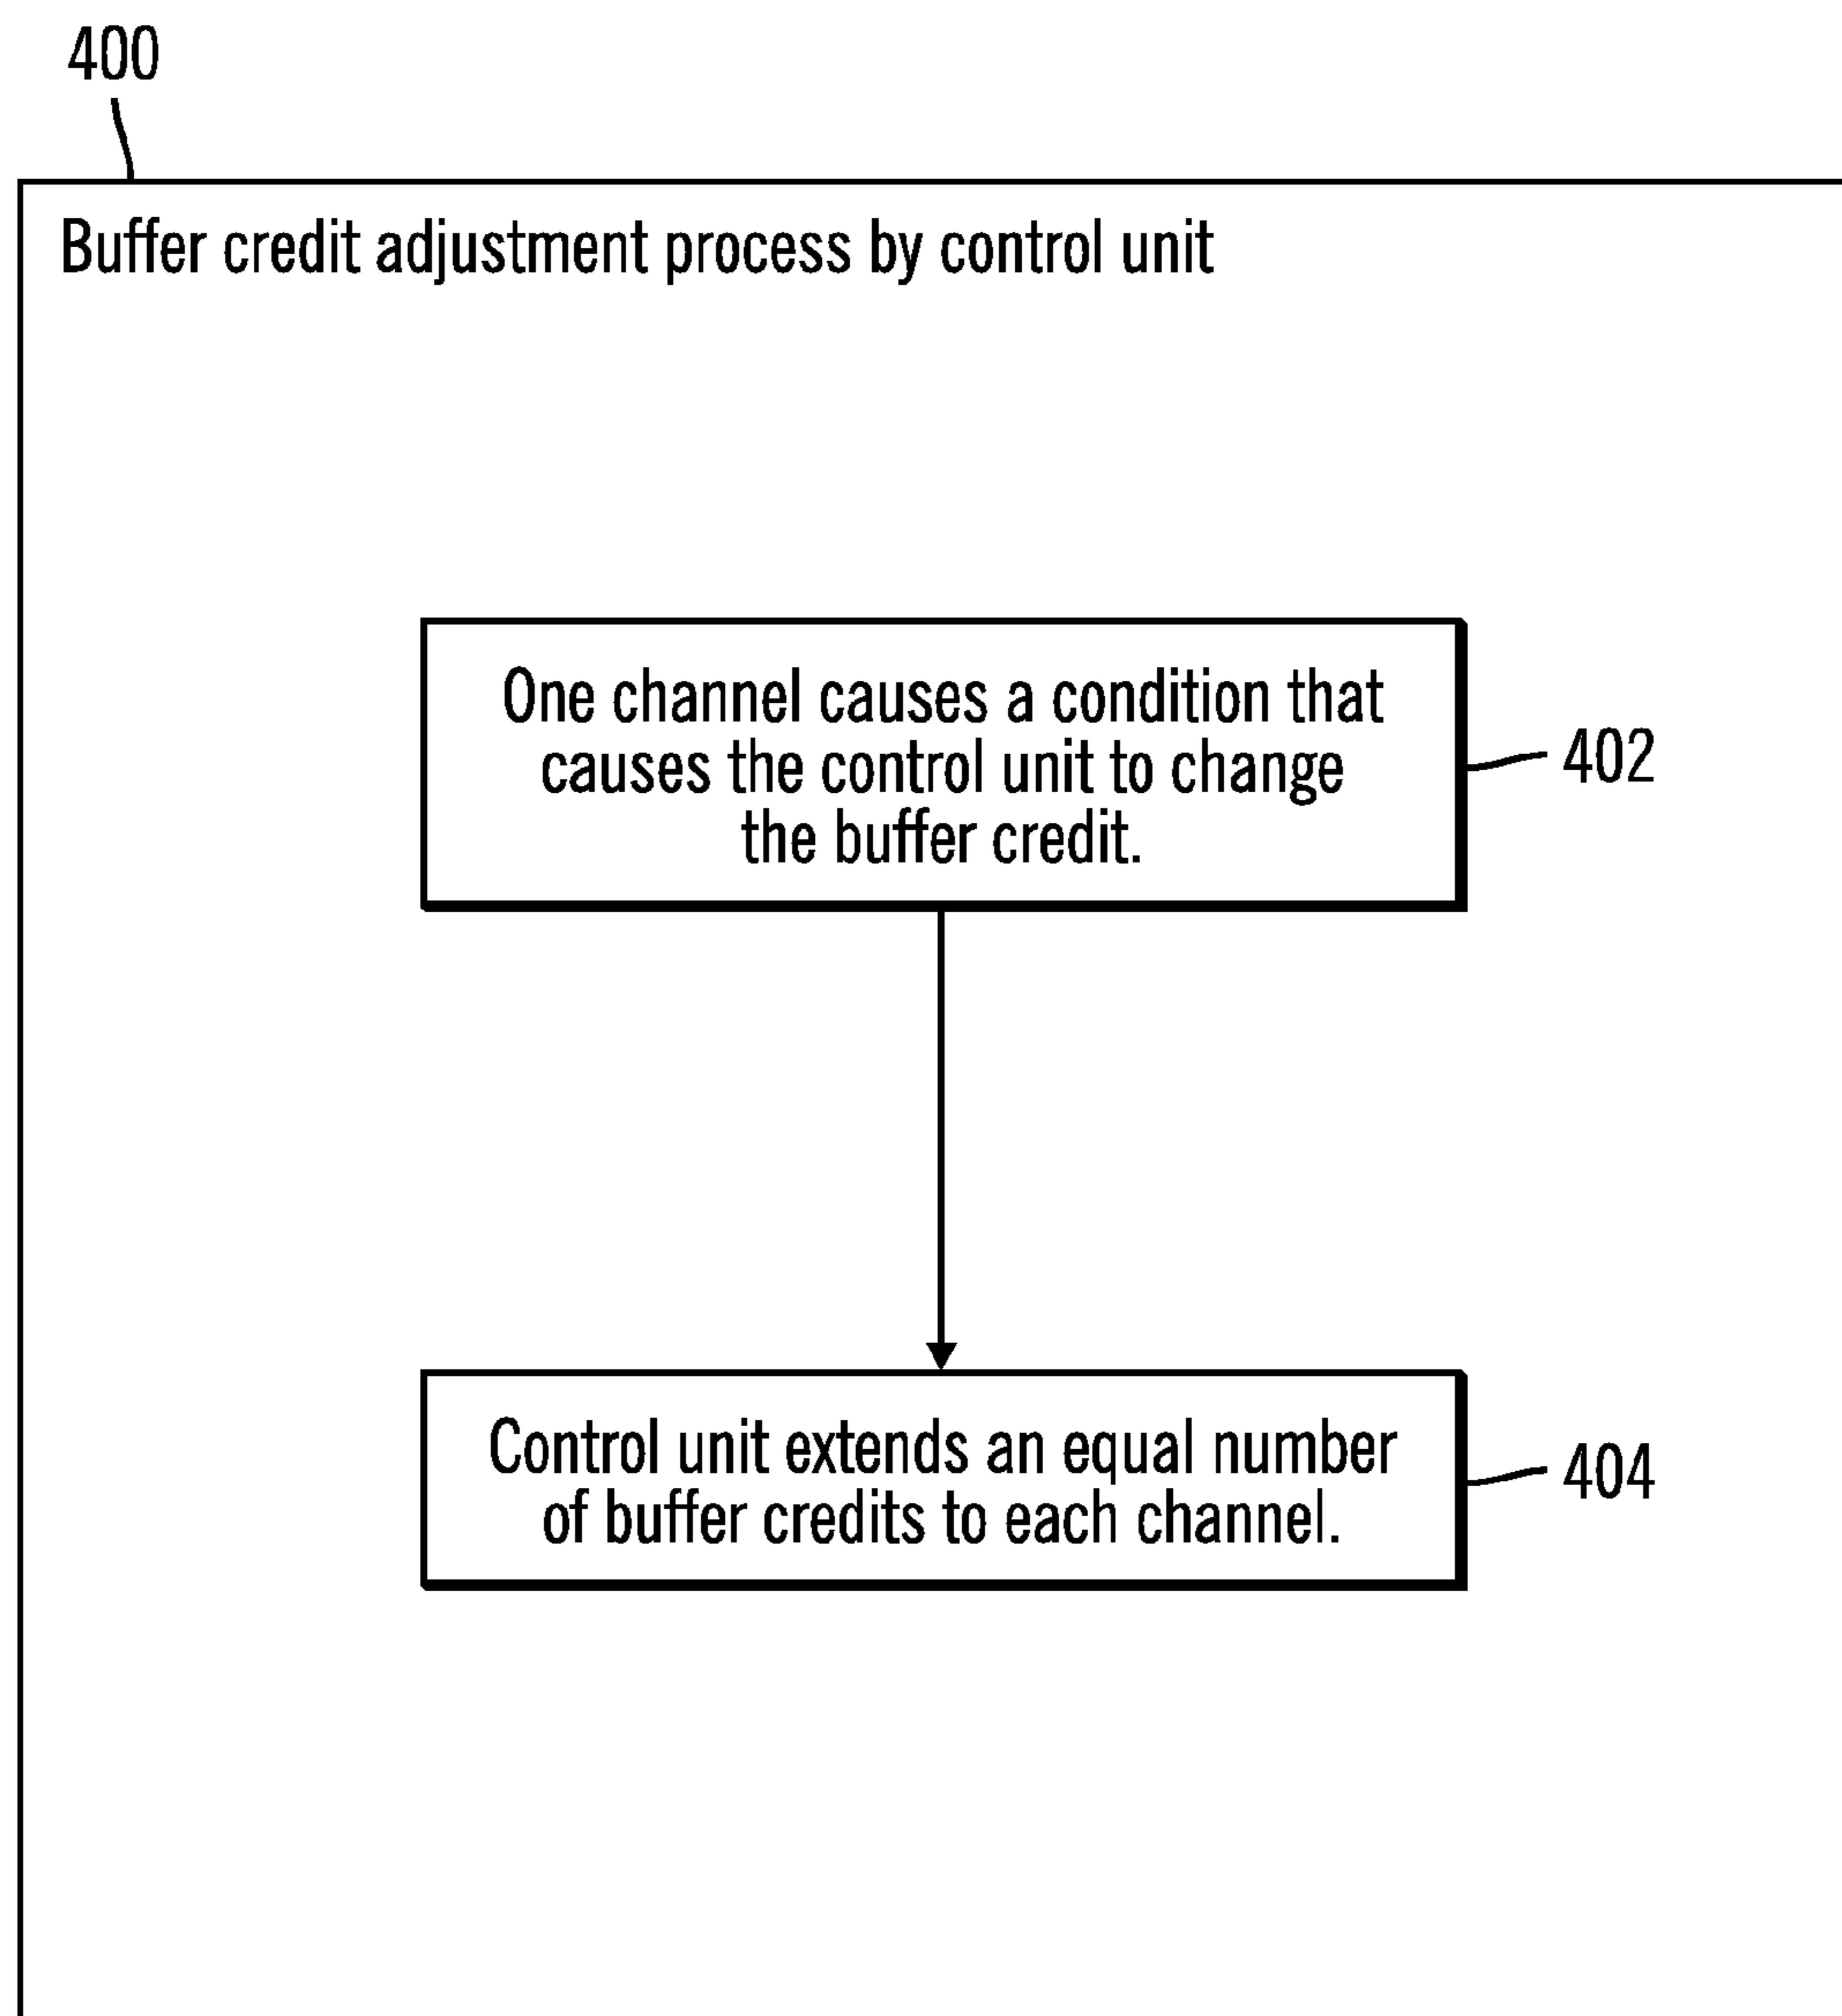 400
Buffer credit adjustment process by control unit
One channel causes a condition that
causes the control unit to change
the buffer credit.
402
Control unit extends an equal number
of buffer credits to each channel.
404